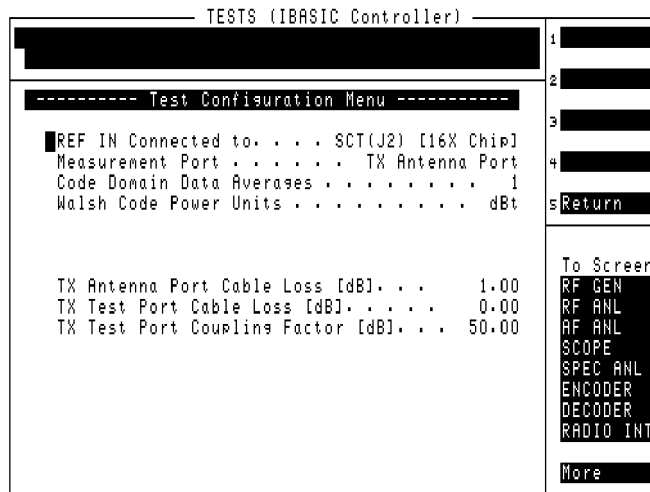 TESTS (IBASIC Controller)
---------- Test Configuration Menu -----------
REF IN Connected to. . . . SCT(J2) [16X Chip]
Measurement Port . . . . . . TX Antenna Port
Code Domain Data Averages . . . . . . . . 1
Walsh Code Power Units . . . . . . . . . dBt
TX Antenna Port Cable Loss [dB]. . . 1.00
TX Test Port Cable Loss [dB]. . . . . 0.00
TX Test Port Coupling Factor [dB]. . . 50.00
1
2
3
4
5 Return
To Screen
RF GEN
RF ANL
AF ANL
SCOPE
SPEC ANL
ENCODER
DECODER
RADIO INT
More